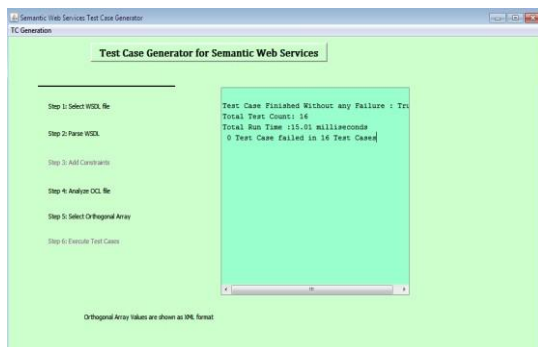 Semantic Web Services Test Case Generator
TC Generation
Test Case Generator for Semantic Web Services
Step 1: Select WSDL file
Step 2: Parse WSDL
Step 3: Add Constraints
Step 4: Analyze OCL file
Step 5: Select Orthogonal Array
Step 6: Execute Test Cases
Test Case Finished Without any Failure : Tru
Total Test Count: 16
Total Run Time :15.01 milliseconds
0 Test Case failed in 16 Test Cases
Orthogonal Array Values are shown as XML format